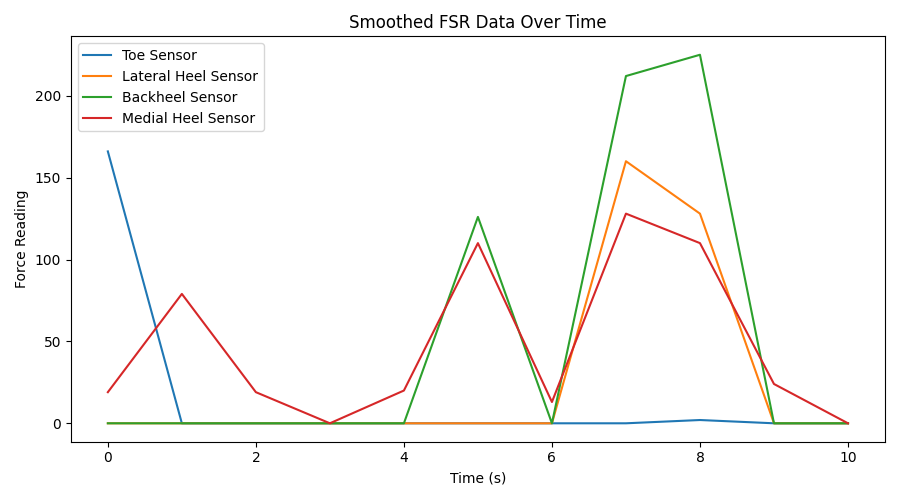 Smoothed FSR Data Over Time
Toe Sensor
Lateral Heel Sensor
Backheel Sensor
Medial Heel Sensor
Force Reading
200
150
100
50
0
0 2 4 6 8 10
Time (s)